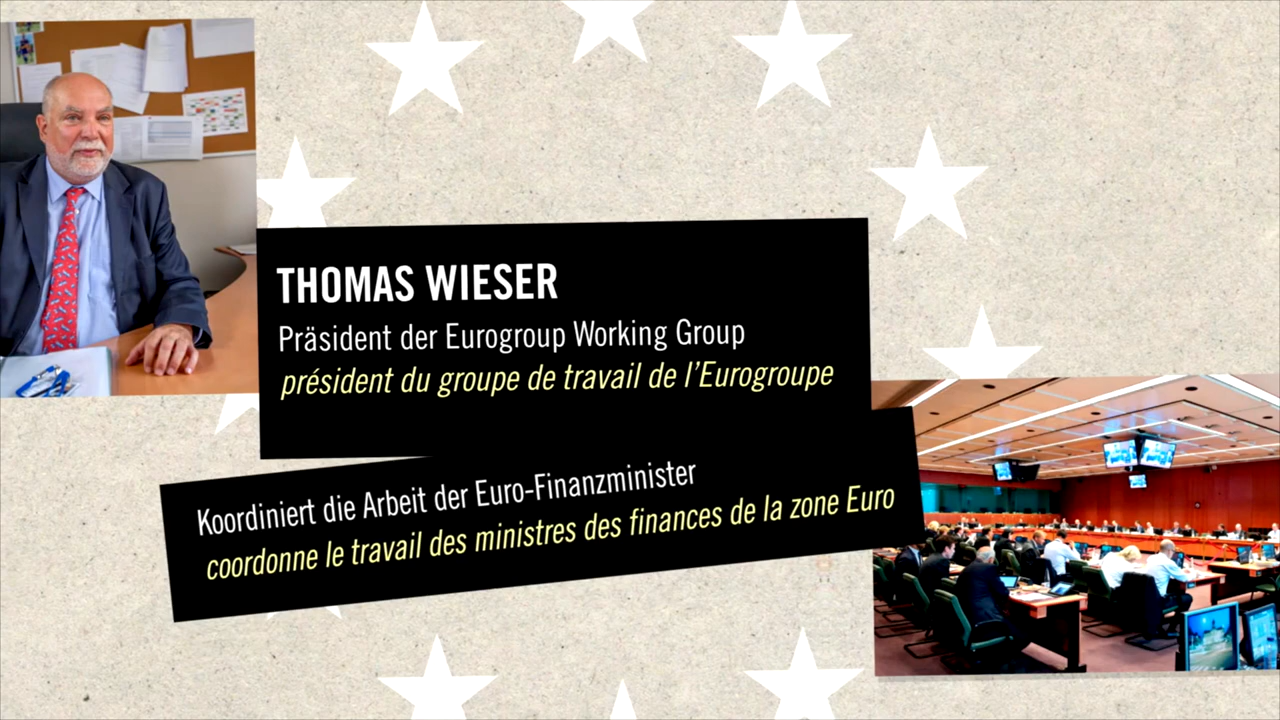 THOMAS WIESER
Präsident der Eurogroup Working Group
président du groupe de travail de l'Eurogroupe
Koordiniert die Arbeit der Euro-Finanzminister
coordonne le travail des ministres des finances de la zone Euro